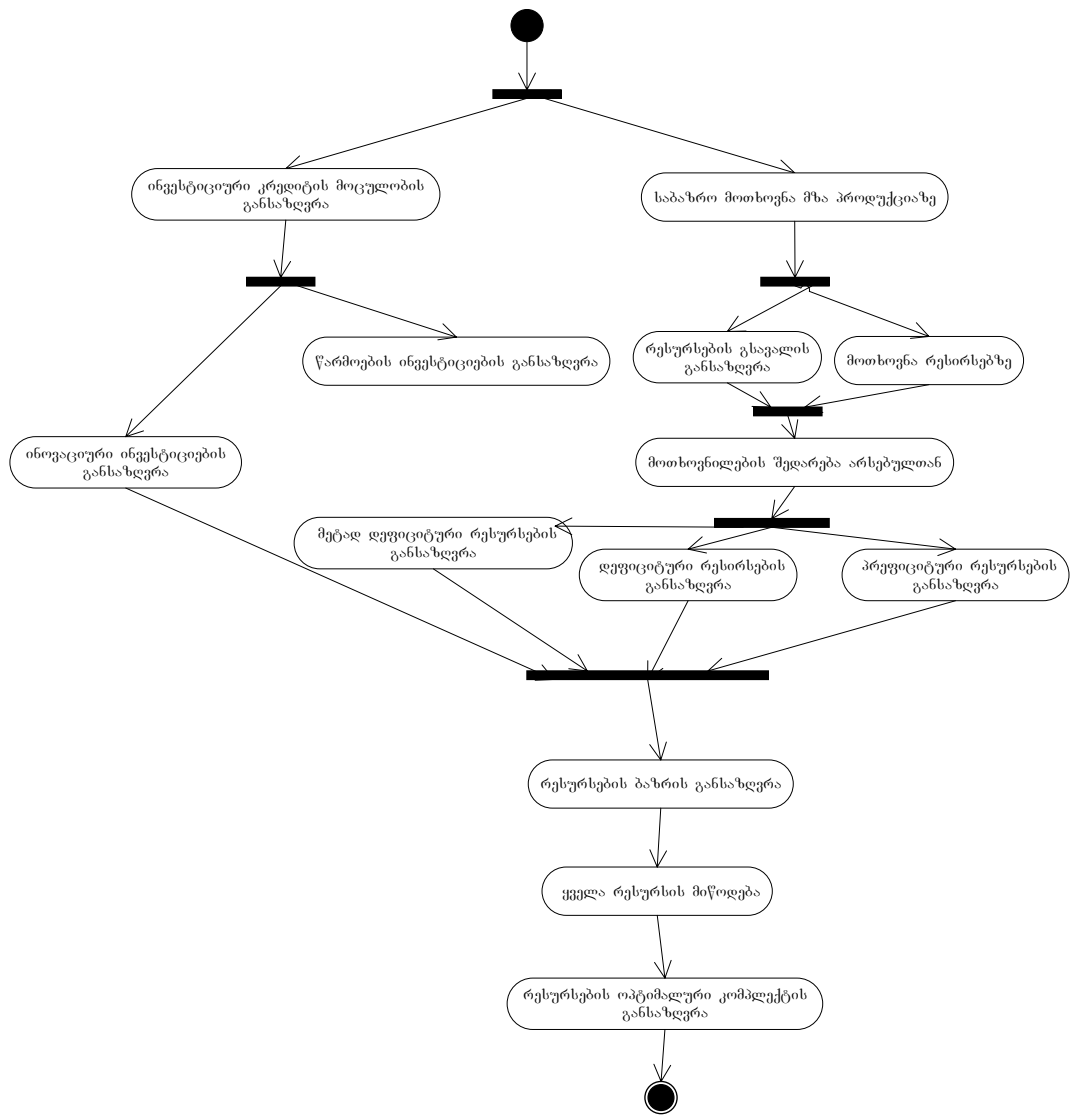 ინვესტიციური კრედიტის მოცულობის
განსაზღვრა
საბაზრო მოთხოვნა მზა პროდუქციაზე
წარმოების ინვესტიციების განსაზღვრა
რესურსების გსავალის
განსაზღვრა
მოთხოვნა რესირსებზე
ინოვაციური ინვესტიციების
განსაზღვრა
მოთხოვნილების შედარება არსებულთან
მეტად დეფიციტური რესურსების
განსაზღვრა
დეფიციტური რესირსების
განსაზღვრა
პრეფიციტური რესურსების
განსაზღვრა
რესურსების ბაზრის განსაზღვრა
ყველა რესურსის მიწოდება
რესურსების ოპტიმალური კომპლექტის
განსაზღვრა